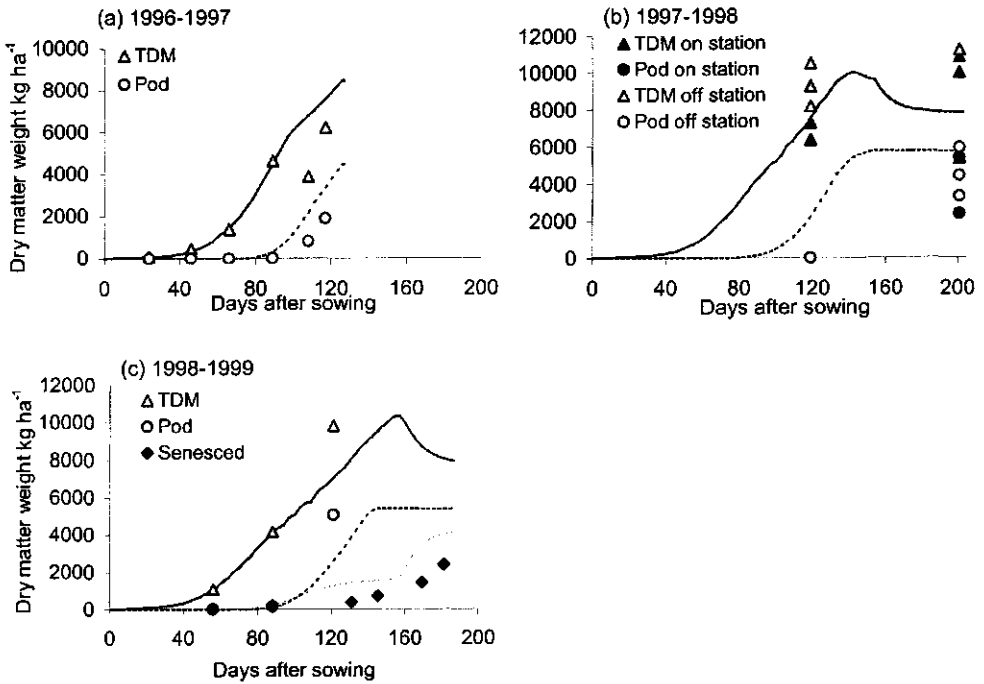 (a) 1996-1997
Dry matter weight kg ha-1
10000
8000
6000
4000
2000
0
TDM
Pod
0 40 80 120 160 200
Days after sowing
(b) 1997-1998
12000
10000
8000
6000
4000
2000
0
TDM on station
Pod on station
TDM off station
Pod off station
0 40 80 120 160 200
Days after sowing
(c) 1998-1999
Dry matter weight kg ha-1
12000
10000
8000
6000
4000
2000
0
TDM
Pod
Senesced
0 40 80 120 160 200
Days after sowing